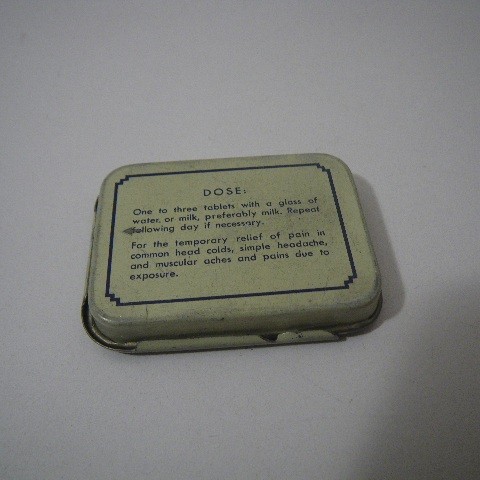 DOSE:
One to three tablets with a glass of
water, or milk, preferably milk. Repeat
following day if necessary.
For the temporary relief of pain in
common head colds, simple headache,
and muscular aches and pains due to
exposure.